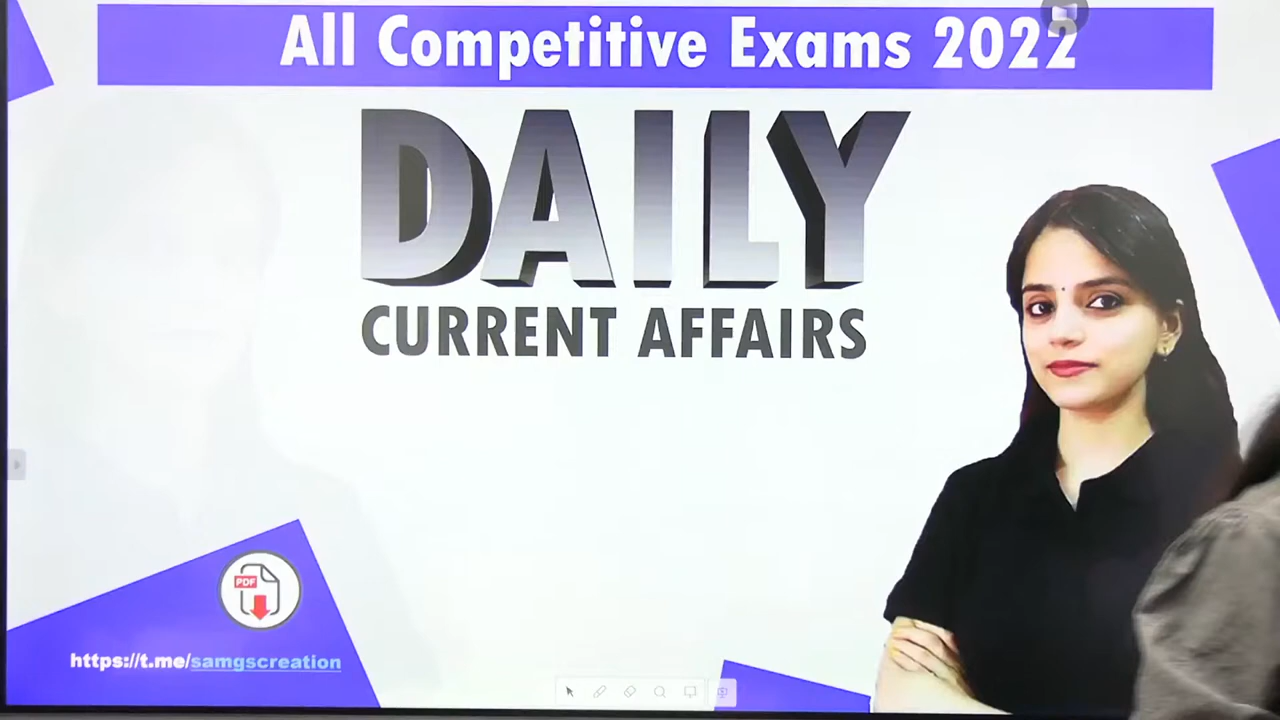 All Competitive Exams 2022
DAILY
CURRENT AFFAIRS
PDF
https://t.me/samgscreation